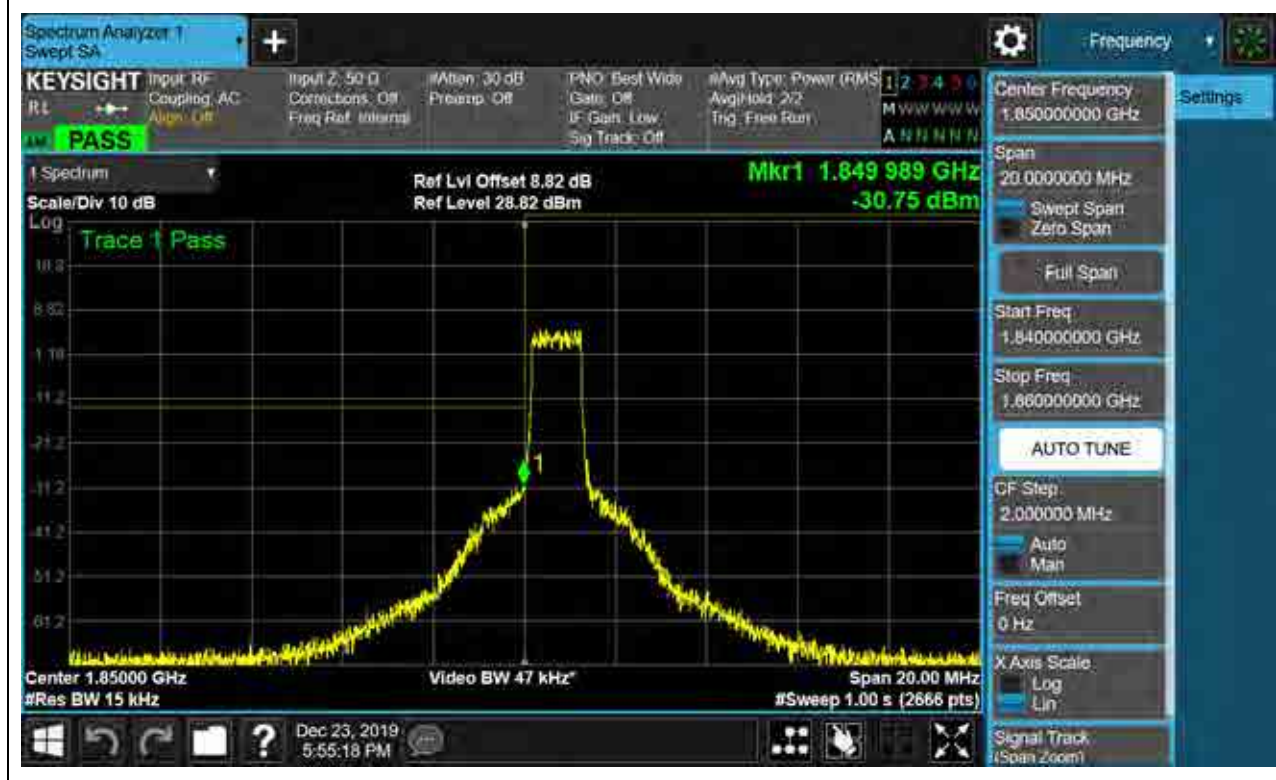 Spectrum Analyzer 1
Swept SA
+
Frequency
KEYSIGHT
RL
PASS
Input: RF
Coupling: AC
Align: Off
Input Z: 50 Ω
Corrections: Off
Freq Ref: Internal
#Atten: 30 dB
Preamp: Off
PNO: Best Wide
Gate: Off
IF Gain: Low
Sig Track: Off
#Avg Type: Power (RMS
Avg|Hold: 2/2
Trig: Free Run
1 2 3 4 5 6
M W W W W W
A N N N N N
1 Spectrum
Scale/Div 10 dB
Ref Lvl Offset 8.82 dB
Ref Level 28.82 dBm
Mkr1 1.849 989 GHz
-30.75 dBm
Log
Trace 1 Pass
18.8
8.82
-1.18
-11.2
-21.2
1
-31.2
-41.2
-51.2
-61.2
Center 1.85000 GHz
#Res BW 15 kHz
Video BW 47 kHz*
Span 20.00 MHz
#Sweep 1.00 s (2666 pts)
?
Dec 23, 2019
5:55:18 PM
Center Frequency
1.850000000 GHz
Settings
Span
20.0000000 MHz
Swept Span
Zero Span
Full Span
Start Freq
1.840000000 GHz
Stop Freq
1.860000000 GHz
AUTO TUNE
CF Step
2.000000 MHz
Auto
Man
Freq Offset
0 Hz
X Axis Scale
Log
Lin
Signal Track
(Span Zoom)